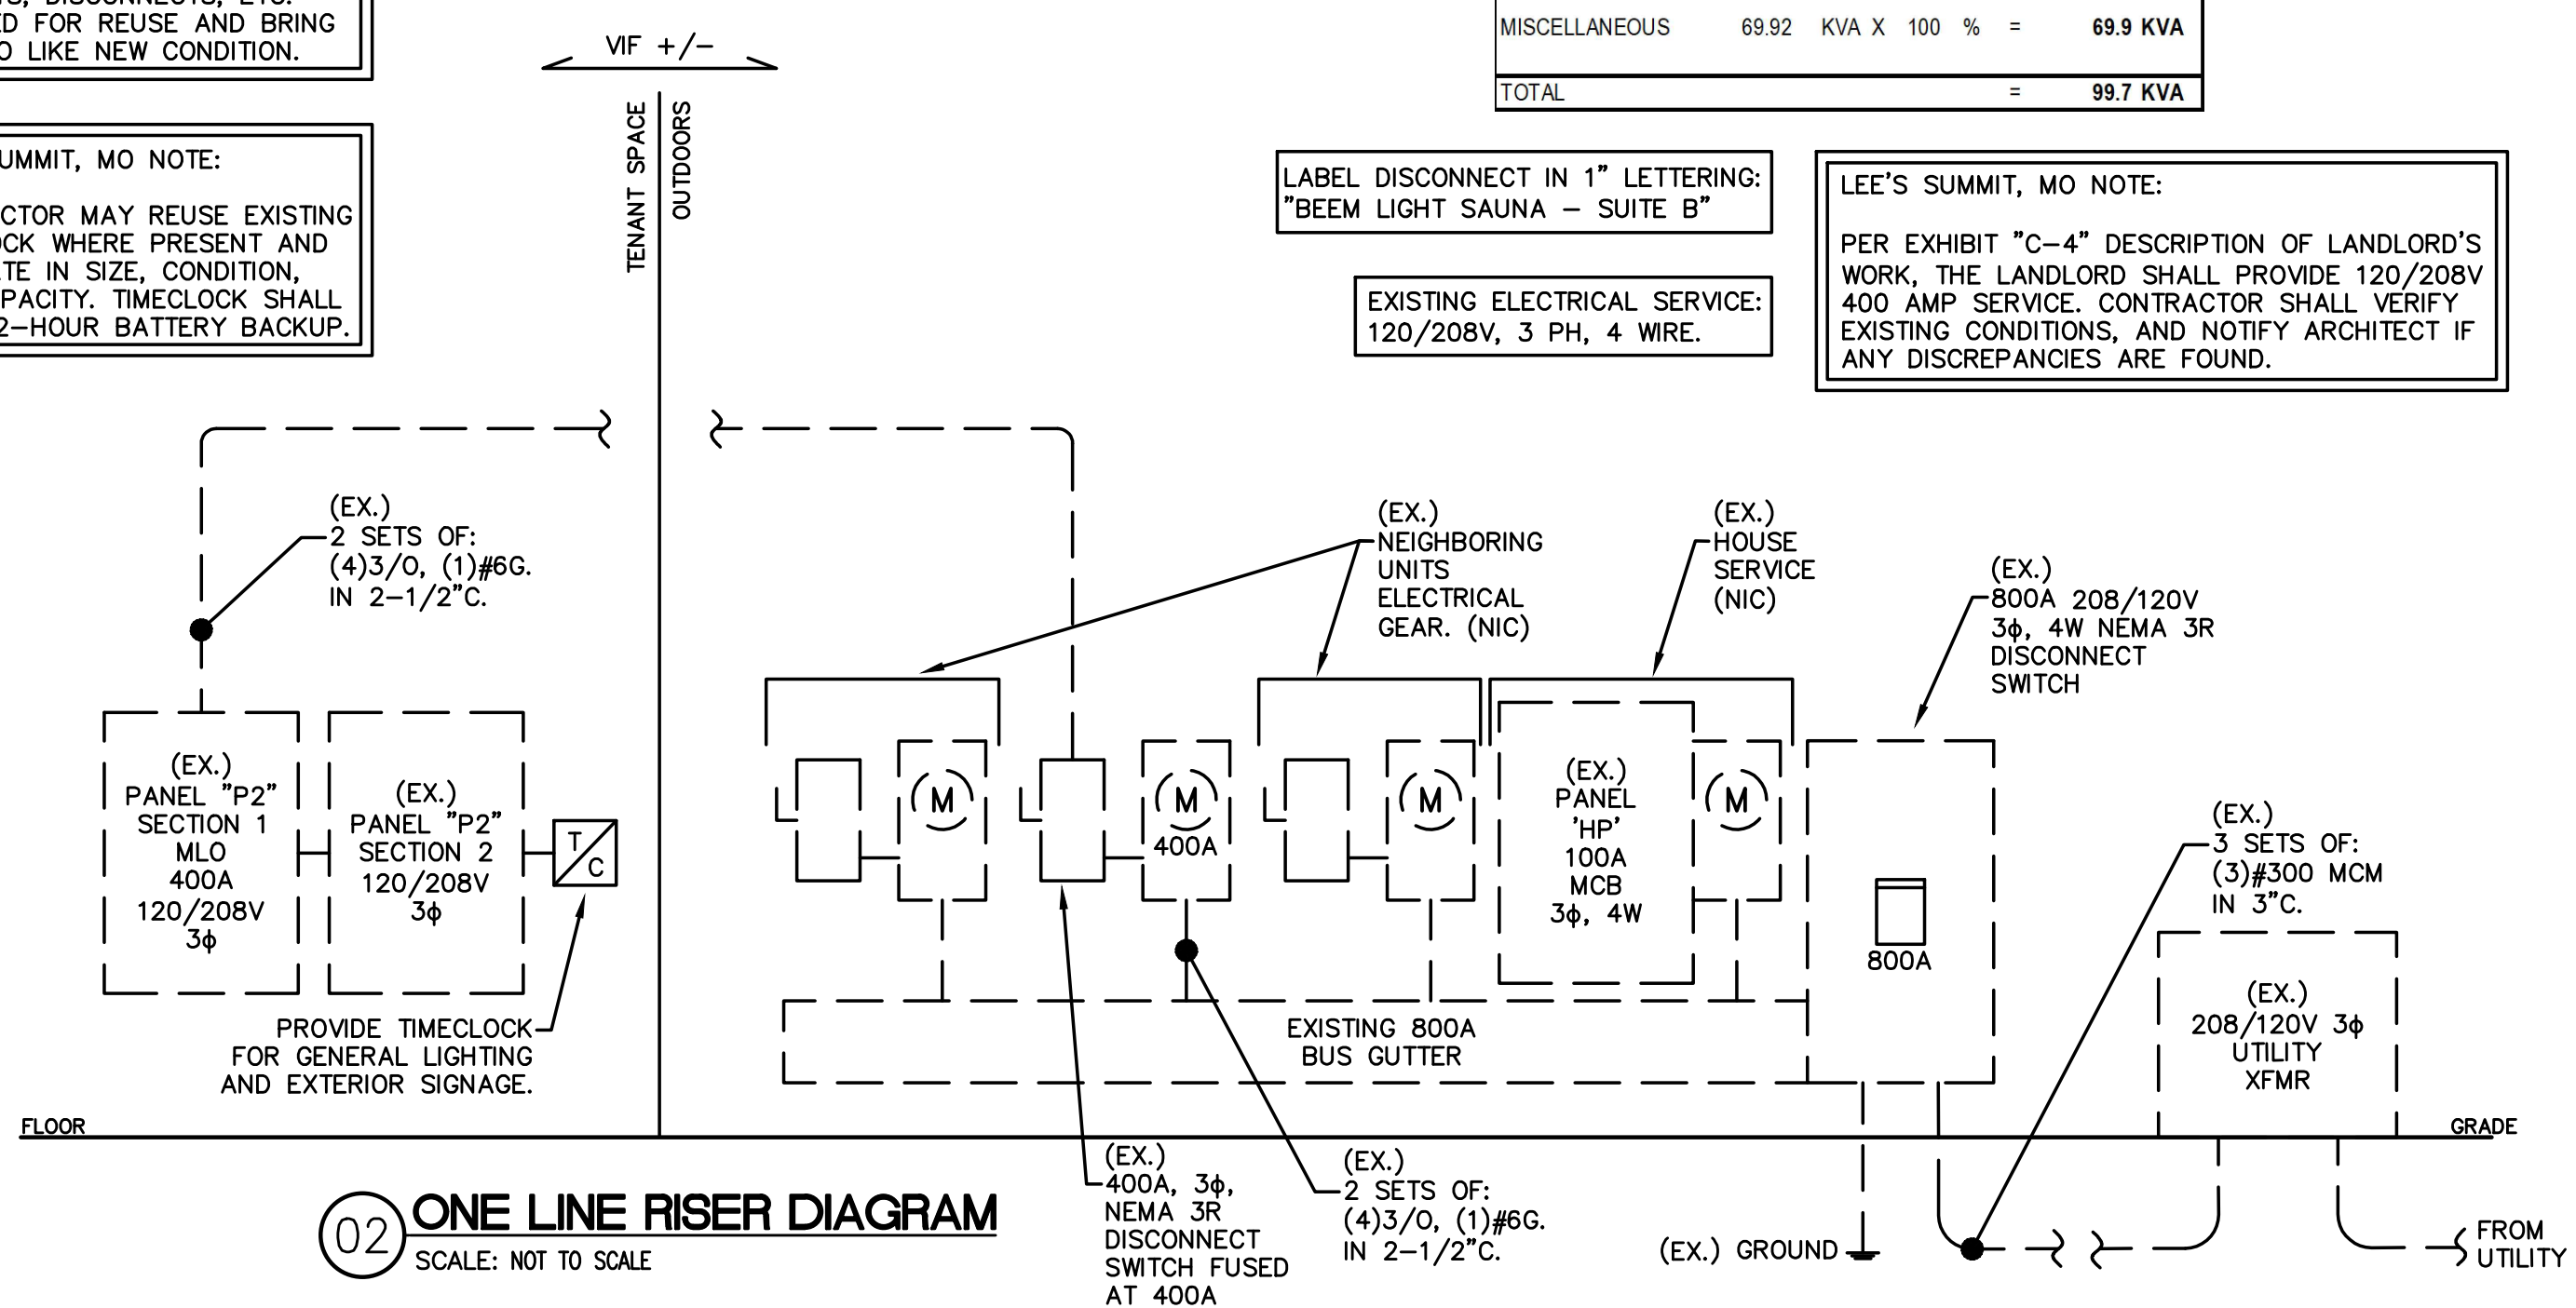 ED FOR REUSE AND BRING
O LIKE NEW CONDITION.
VIF +/-
MISCELLANEOUS 69.92 KVA X 100 % = 69.9 KVA
TOTAL = 99.7 KVA
TENANT SPACE
OUTDOORS
SUMMIT, MO NOTE:
CTOR MAY REUSE EXISTING
OCK WHERE PRESENT AND
TE IN SIZE, CONDITION,
PACITY. TIMECLOCK SHALL
2-HOUR BATTERY BACKUP.
LABEL DISCONNECT IN 1" LETTERING:
"BEEM LIGHT SAUNA – SUITE B"
EXISTING ELECTRICAL SERVICE:
120/208V, 3 PH, 4 WIRE.
LEE'S SUMMIT, MO NOTE:
PER EXHIBIT "C-4" DESCRIPTION OF LANDLORD'S
WORK, THE LANDLORD SHALL PROVIDE 120/208V
400 AMP SERVICE. CONTRACTOR SHALL VERIFY
EXISTING CONDITIONS, AND NOTIFY ARCHITECT IF
ANY DISCREPANCIES ARE FOUND.
(EX.)
2 SETS OF:
(4)3/0, (1)#6G.
IN 2-1/2"C.
(EX.)
NEIGHBORING
UNITS
ELECTRICAL
GEAR. (NIC)
(EX.)
HOUSE
SERVICE
(NIC)
(EX.)
800A 208/120V
3ϕ, 4W NEMA 3R
DISCONNECT
SWITCH
(EX.)
PANEL "P2"
SECTION 1
MLO
400A
120/208V
3ϕ
(EX.)
PANEL "P2"
SECTION 2
120/208V
3ϕ
T/C
M
M
400A
M
(EX.)
PANEL
'HP'
100A
MCB
3ϕ, 4W
M
800A
(EX.)
3 SETS OF:
(3)#300 MCM
IN 3"C.
(EX.)
208/120V 3ϕ
UTILITY
XFMR
PROVIDE TIMECLOCK
FOR GENERAL LIGHTING
AND EXTERIOR SIGNAGE.
EXISTING 800A
BUS GUTTER
FLOOR
GRADE
(EX.)
400A, 3ϕ,
NEMA 3R
DISCONNECT
SWITCH FUSED
AT 400A
(EX.)
2 SETS OF:
(4)3/0, (1)#6G.
IN 2-1/2"C.
(EX.) GROUND
FROM
UTILITY
02 ONE LINE RISER DIAGRAM
SCALE: NOT TO SCALE